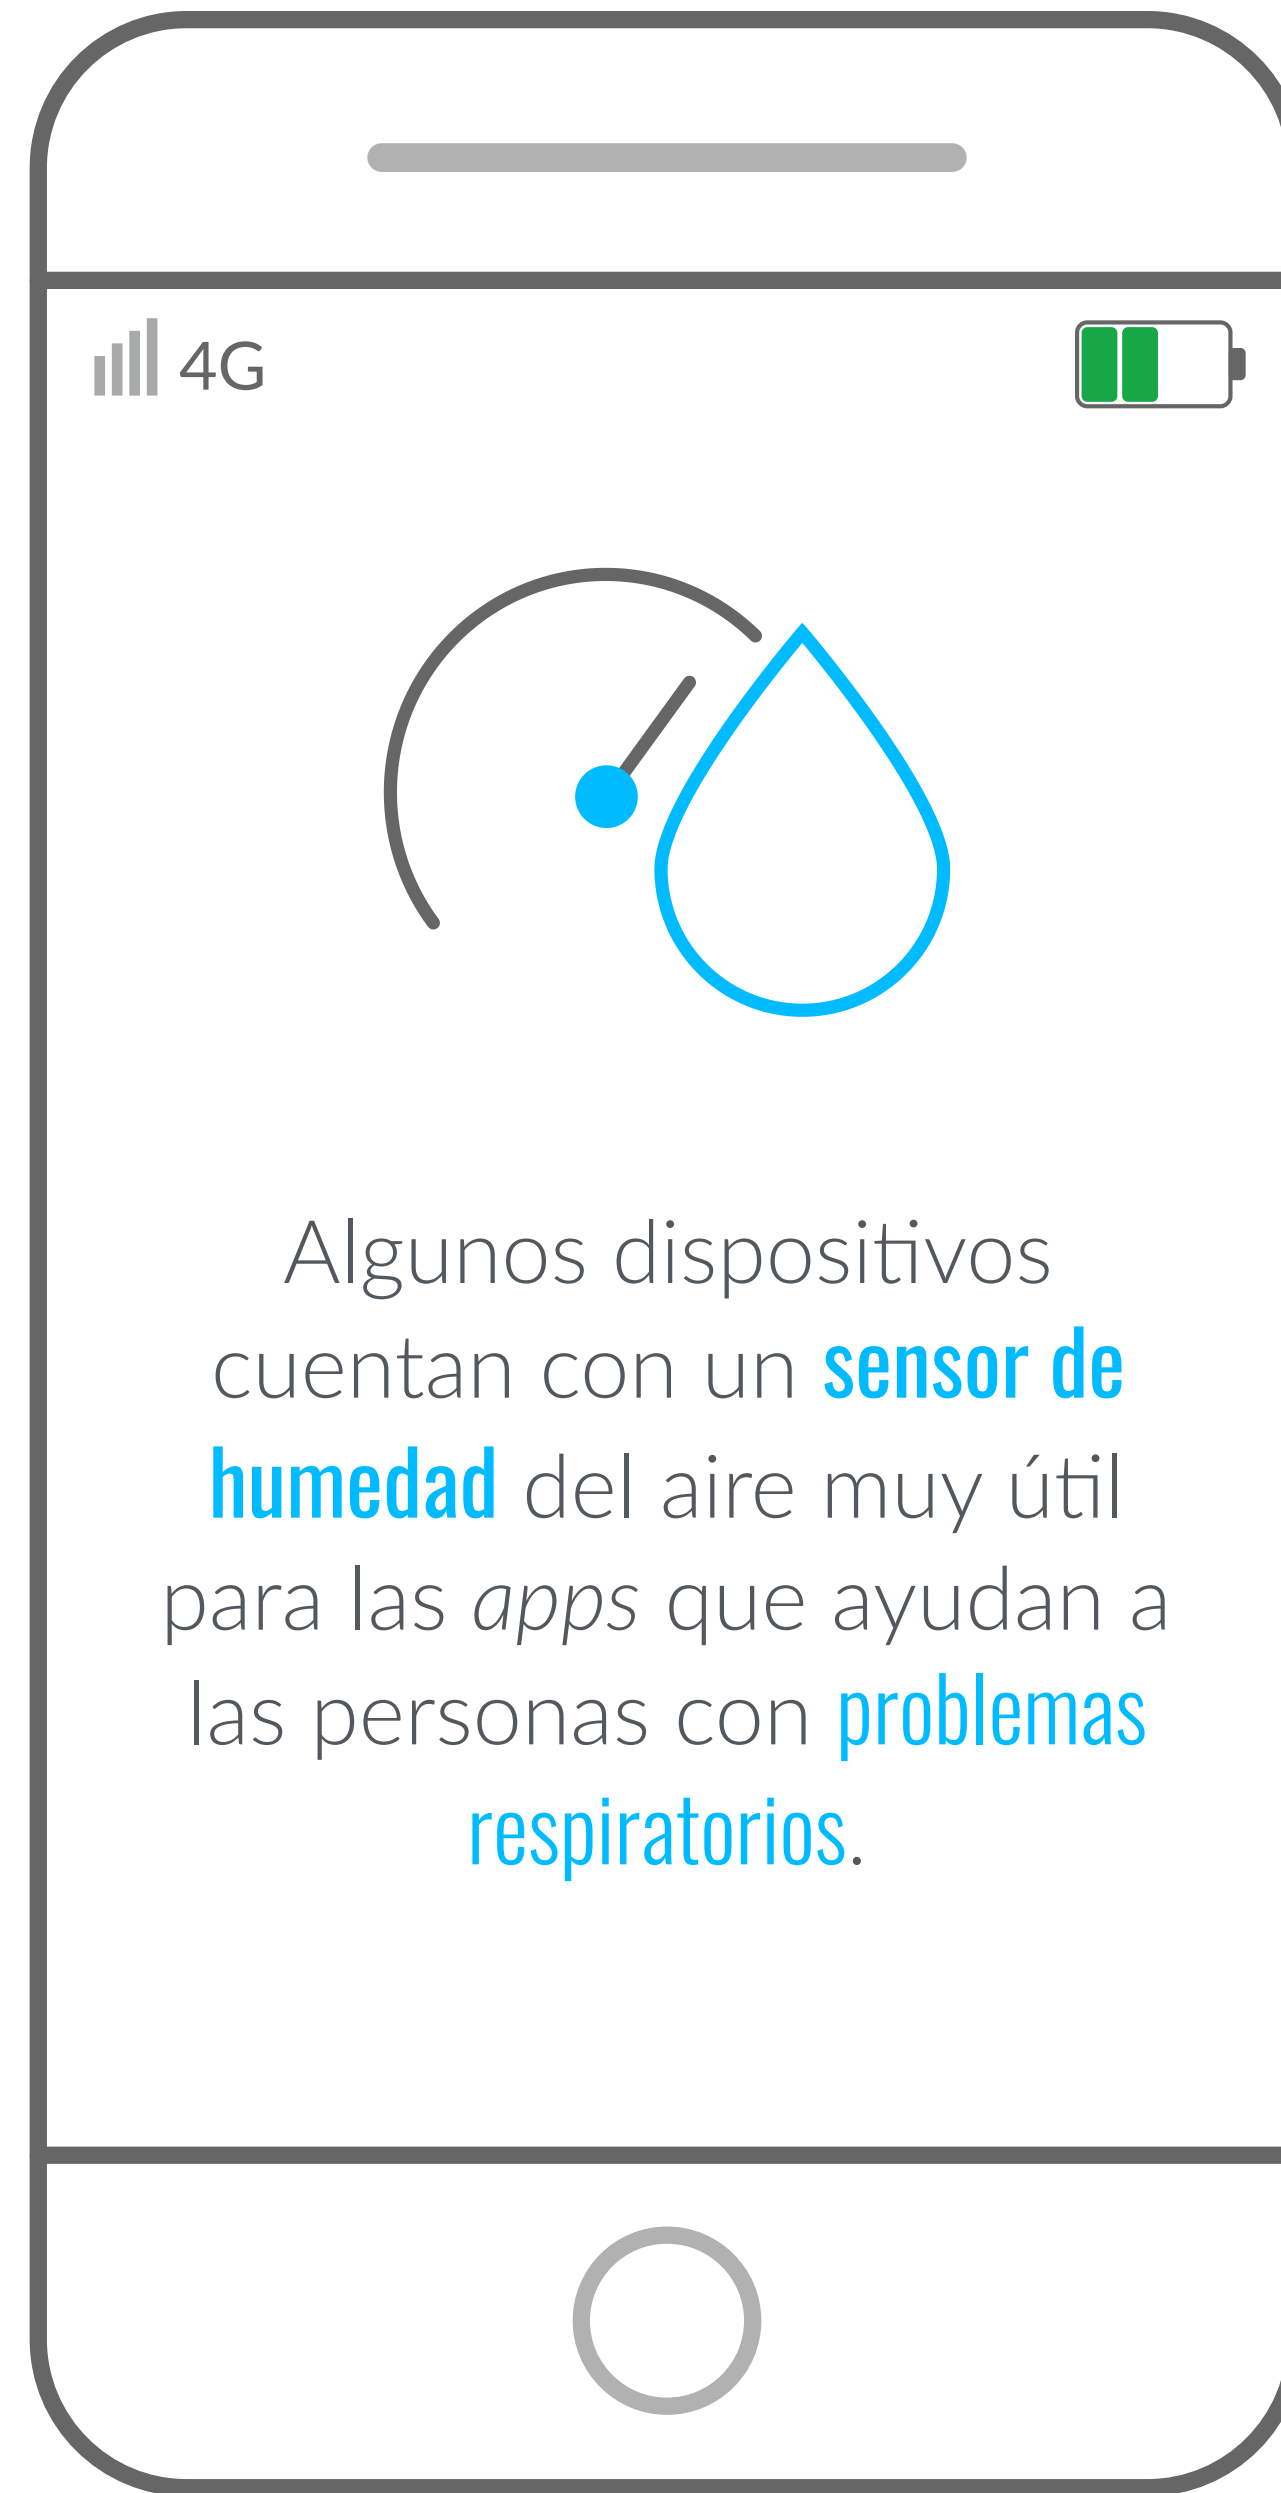 4G
Algunos dispositivos
cuentan con un sensor de
humedad del aire muy útil
para las apps que ayudan a
las personas con problemas
respiratorios.